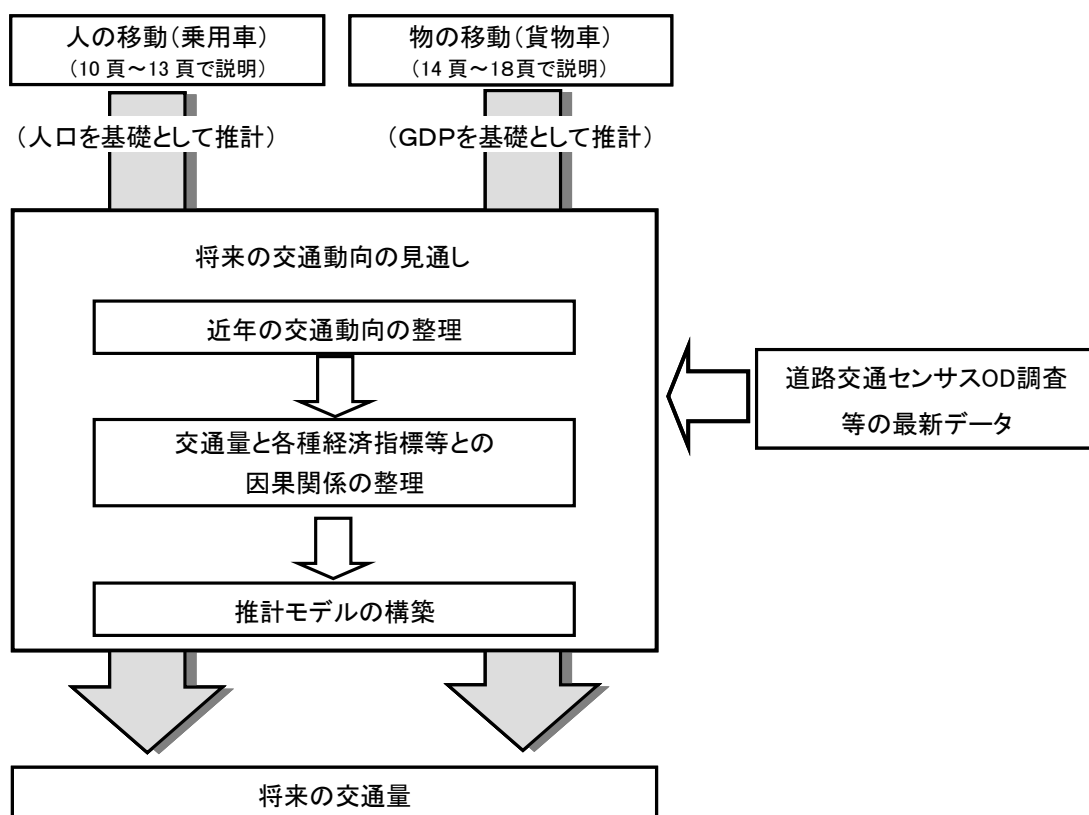 人の移動(乗用車)
(10 頁~13 頁で説明)
物の移動(貨物車)
(14 頁~18頁で説明)
(人口を基礎として推計)
(GDPを基礎として推計)
将来の交通動向の見通し
近年の交通動向の整理
交通量と各種経済指標等との
因果関係の整理
推計モデルの構築
道路交通センサスOD調査
等の最新データ
将来の交通量